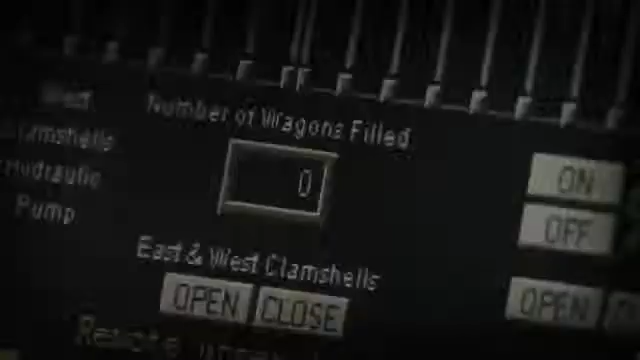 West
Clamshells
Hydraulic
Pump
Number of Wagons Filled
0
ON
OFF
East & West Clamshells
OPEN CLOSE
OPEN